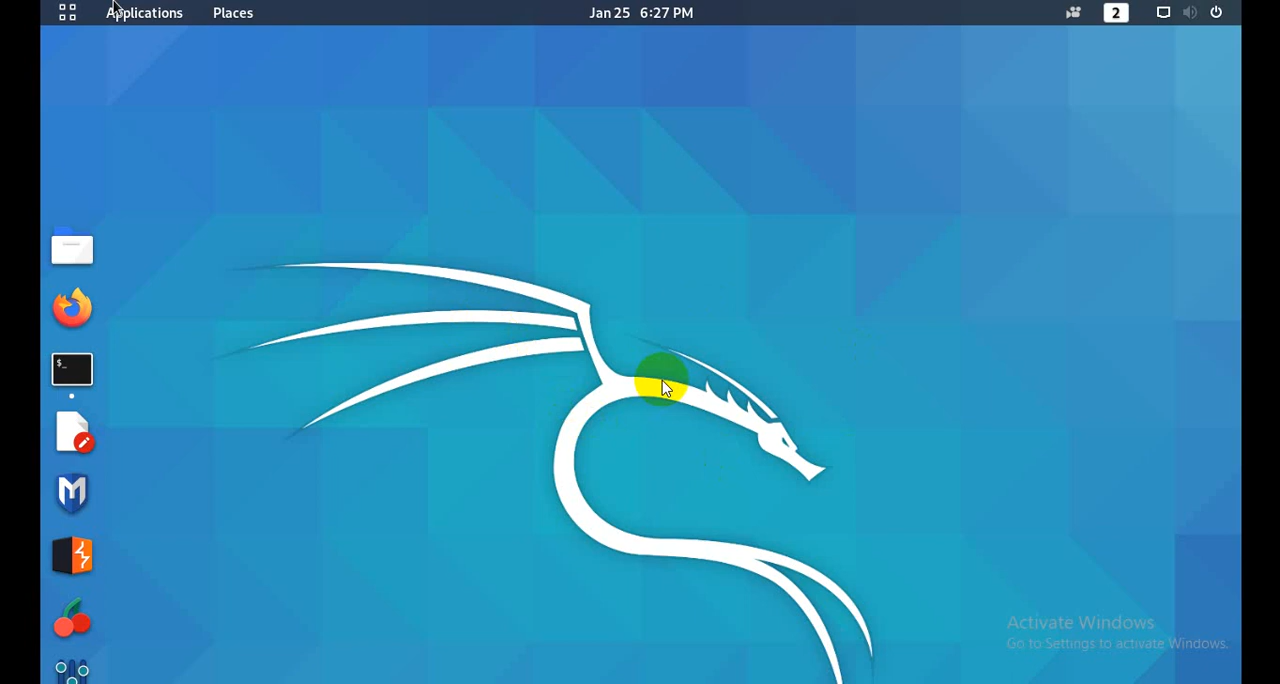 Applications Places Jan 25 6:27 PM 2
$_
M
Activate Windows
Go to Settings to activate Windows.